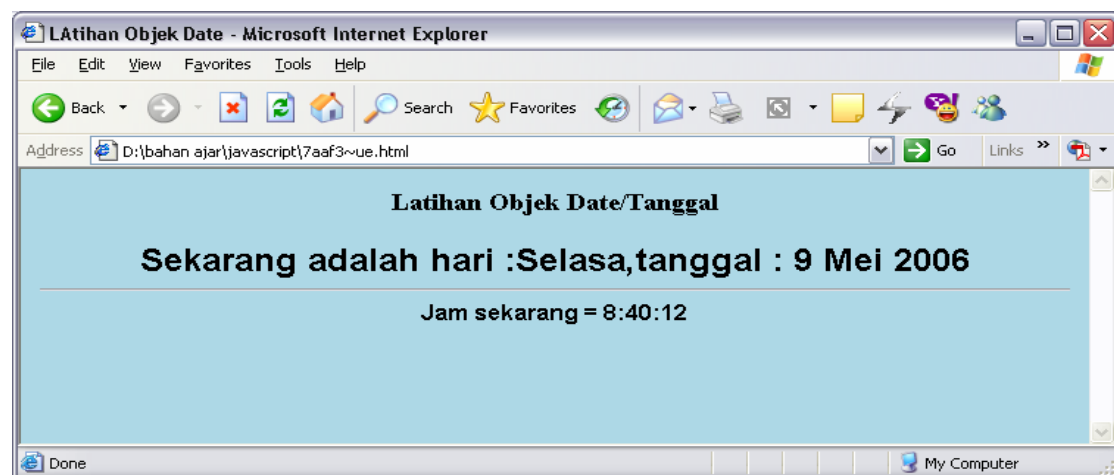 LAtihan Objek Date - Microsoft Internet Explorer
File Edit View Favorites Tools Help
Back Search Favorites
Address D:\bahan ajar\javascript\7aaf3~ue.html Go Links »
Latihan Objek Date/Tanggal
Sekarang adalah hari :Selasa,tanggal : 9 Mei 2006
Jam sekarang = 8:40:12
Done My Computer